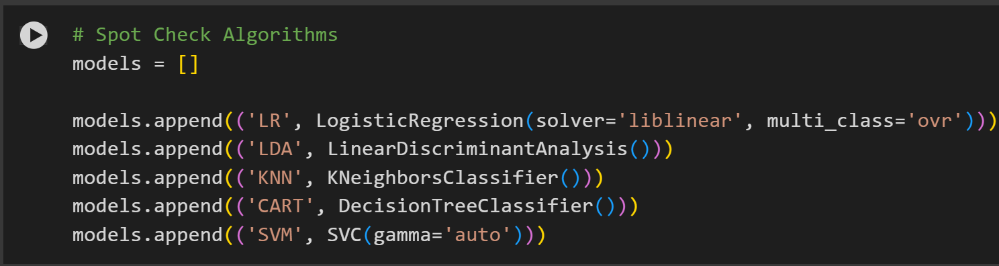 # Spot Check Algorithms
models = []
models.append(('LR', LogisticRegression(solver='liblinear', multi_class='ovr')))
models.append(('LDA', LinearDiscriminantAnalysis()))
models.append(('KNN', KNeighborsClassifier()))
models.append(('CART', DecisionTreeClassifier()))
models.append(('SVM', SVC(gamma='auto')))